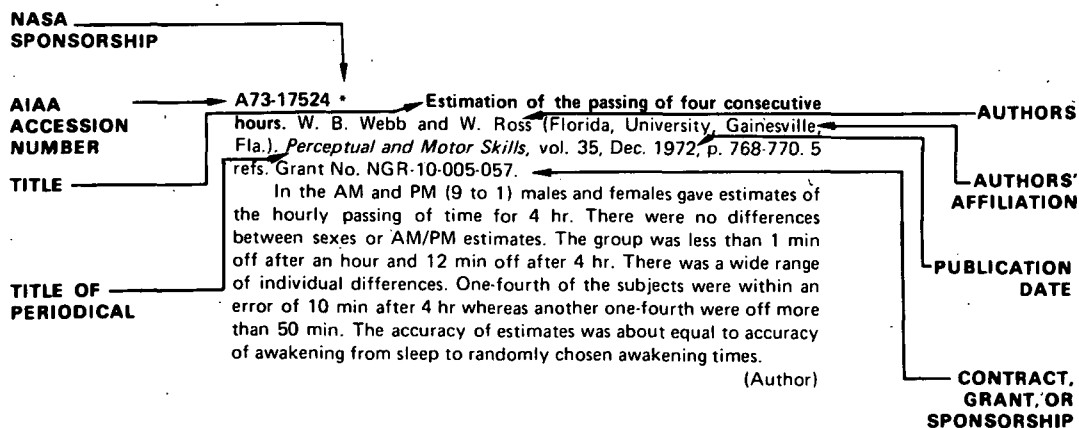 NASA
SPONSORSHIP
AIAA
ACCESSION
NUMBER
TITLE
TITLE OF
PERIODICAL
A73-17524 * Estimation of the passing of four consecutive
hours. W. B. Webb and W. Ross (Florida, University, Gainesville,
Fla.). Perceptual and Motor Skills, vol. 35, Dec. 1972, p. 768-770. 5
refs. Grant No. NGR-10-005-057.
In the AM and PM (9 to 1) males and females gave estimates of
the hourly passing of time for 4 hr. There were no differences
between sexes or AM/PM estimates. The group was less than 1 min
off after an hour and 12 min off after 4 hr. There was a wide range
of individual differences. One-fourth of the subjects were within an
error of 10 min after 4 hr whereas another one-fourth were off more
than 50 min. The accuracy of estimates was about equal to accuracy
of awakening from sleep to randomly chosen awakening times.
(Author)
AUTHORS
AUTHORS'
AFFILIATION
PUBLICATION
DATE
CONTRACT,
GRANT, OR
SPONSORSHIP